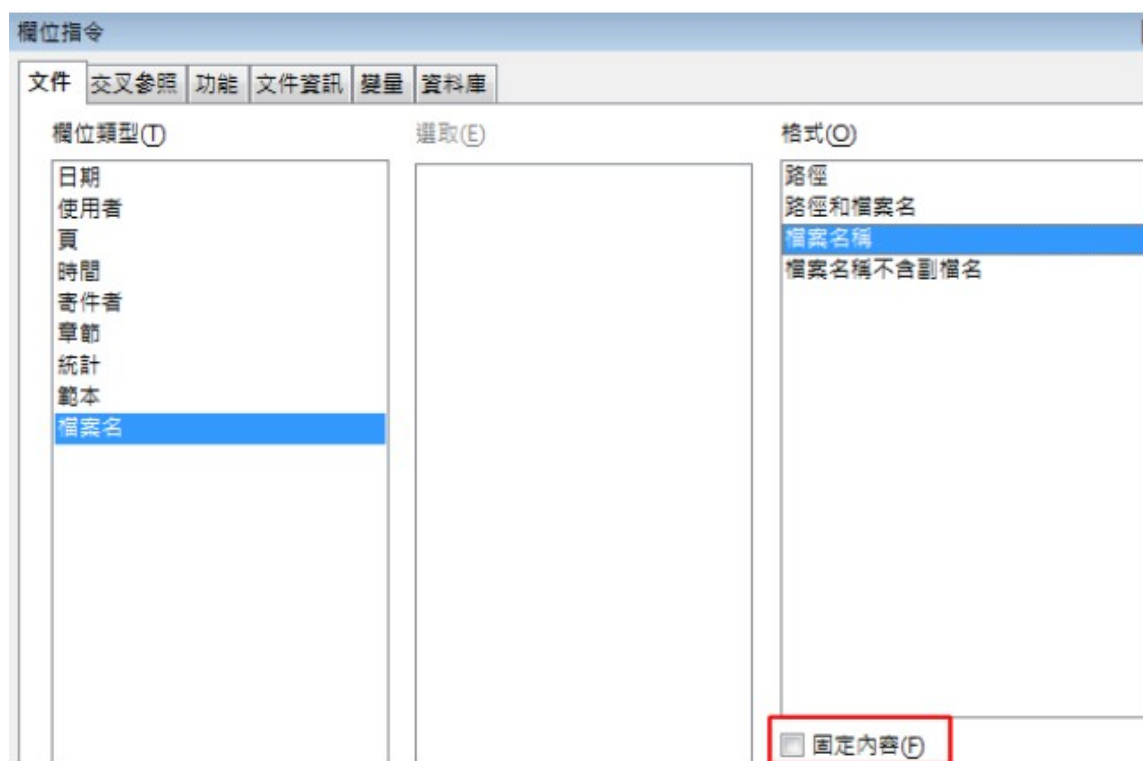 欄位指令
文件 交叉參照 功能 文件資訊 變量 資料庫
欄位類型(T)
日期
使用者
頁
時間
寄件者
章節
統計
範本
檔案名
選取(E)
格式(O)
路徑
路徑和檔案名
檔案名稱
檔案名稱不含副檔名
固定內容(F)